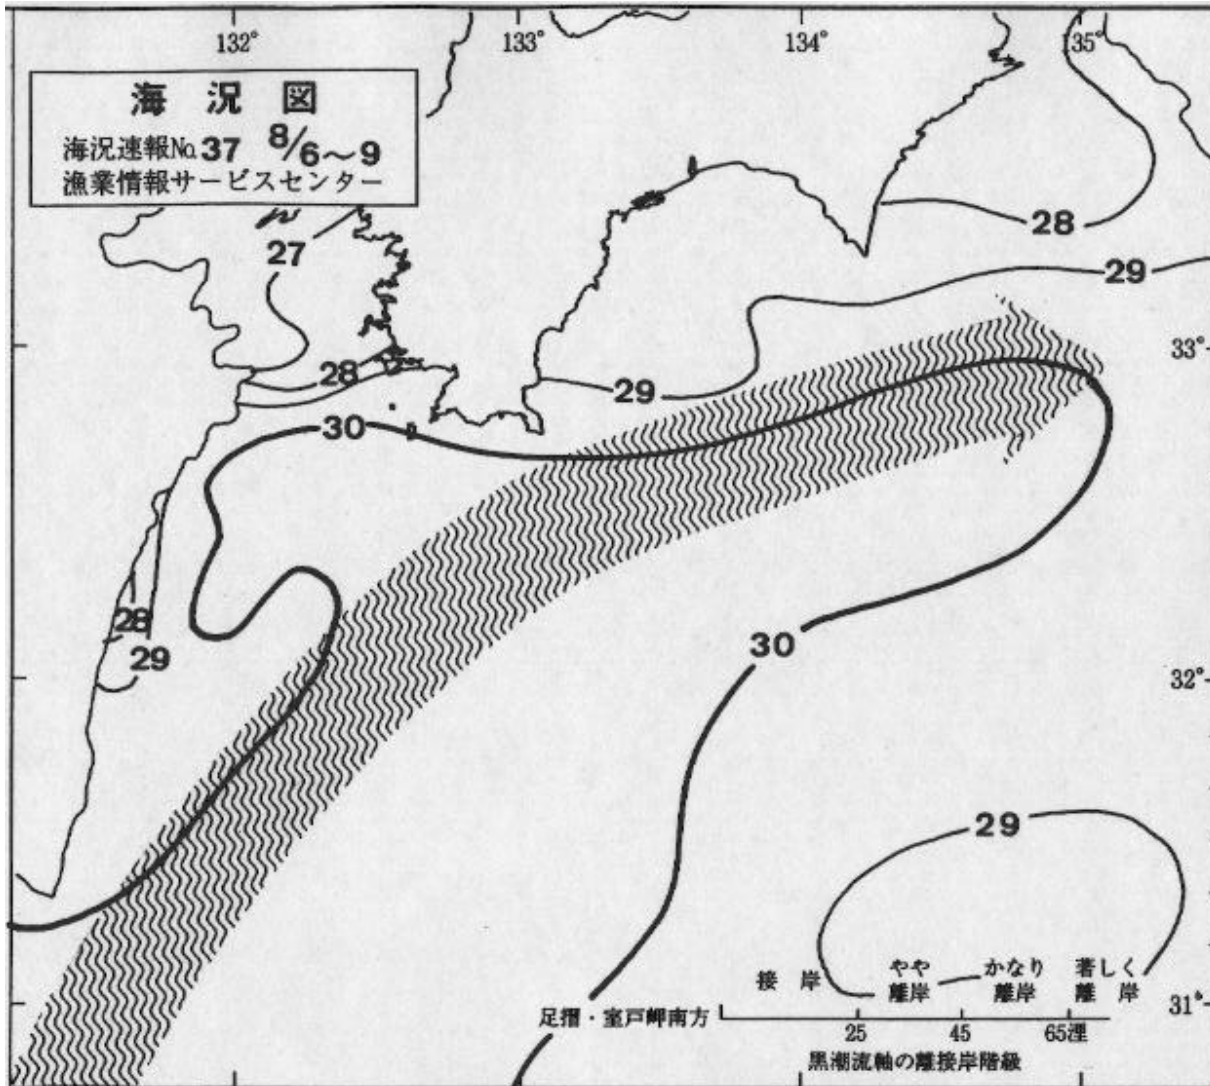 132° 133° 134° 135°
海況図
海況速報No.37 8/6～9
漁業情報サービスセンター
28
27
29
33°
28
29
30
28
30
29
32°
29
接岸 やや離岸 かなり離岸 著しく離岸
31°
足摺・室戸岬南方
25 45 65浬
黒潮流軸の離接岸階級